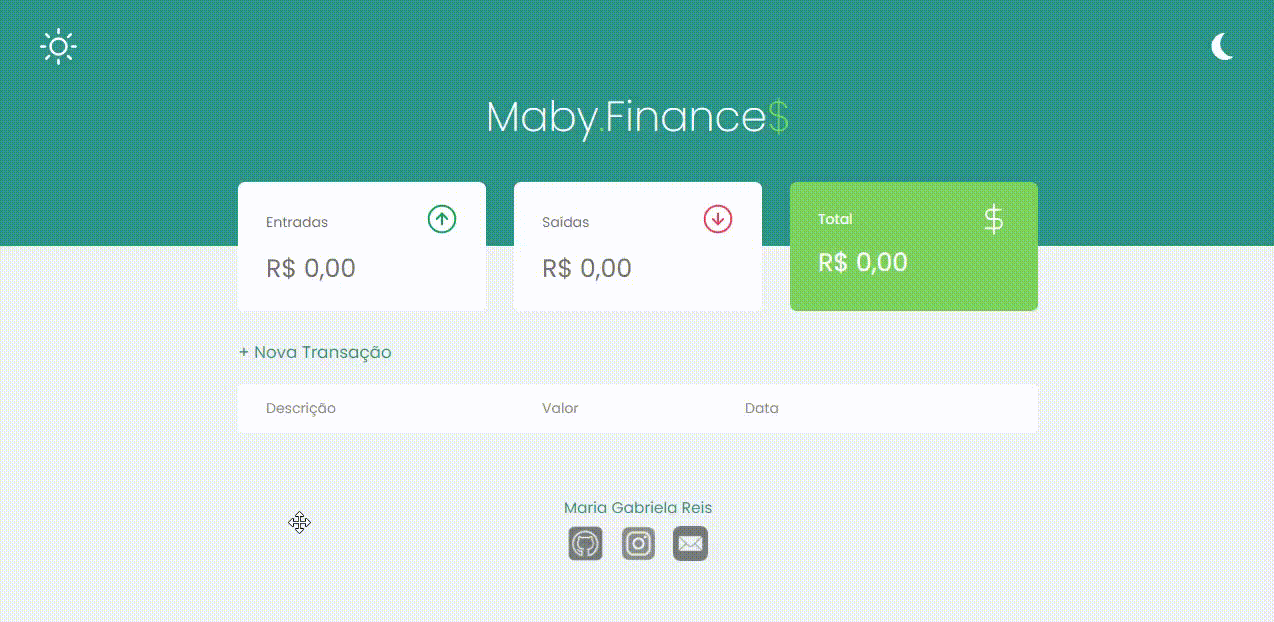 Maby.Finance$
Entradas
R$ 0,00
Saídas
R$ 0,00
Total
$
R$ 0,00
+ Nova Transação
Descrição Valor Data
Maria Gabriela Reis